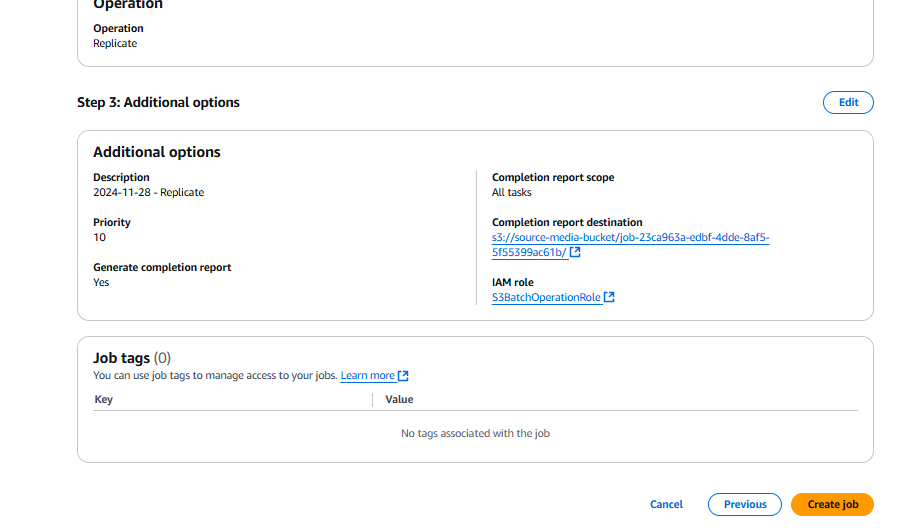 Operation
Operation
Replicate
Step 3: Additional options
Edit
Additional options
Description
2024-11-28 - Replicate
Priority
10
Generate completion report
Yes
Completion report scope
All tasks
Completion report destination
s3://source-media-bucket/job-23ca963a-edbf-4dde-8af5-
5f55399ac61b/
IAM role
S3BatchOperationRole
Job tags (0)
You can use job tags to manage access to your jobs. Learn more
Key Value
No tags associated with the job
Cancel Previous Create job